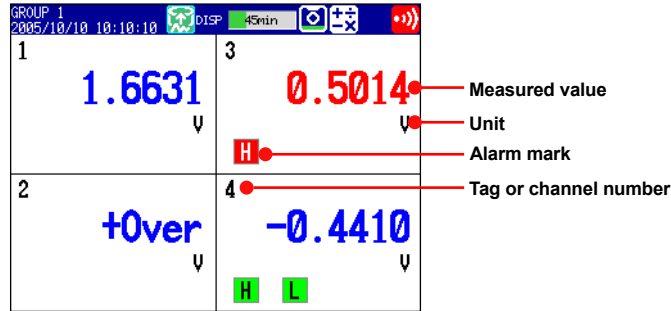 GROUP 1
2005/10/10 10:10:10 DISP 45min
1
1.6631
V
3
0.5014
V
H
2
+Over
V
4
-0.4410
V
H L
Measured value
Unit
Alarm mark
Tag or channel number